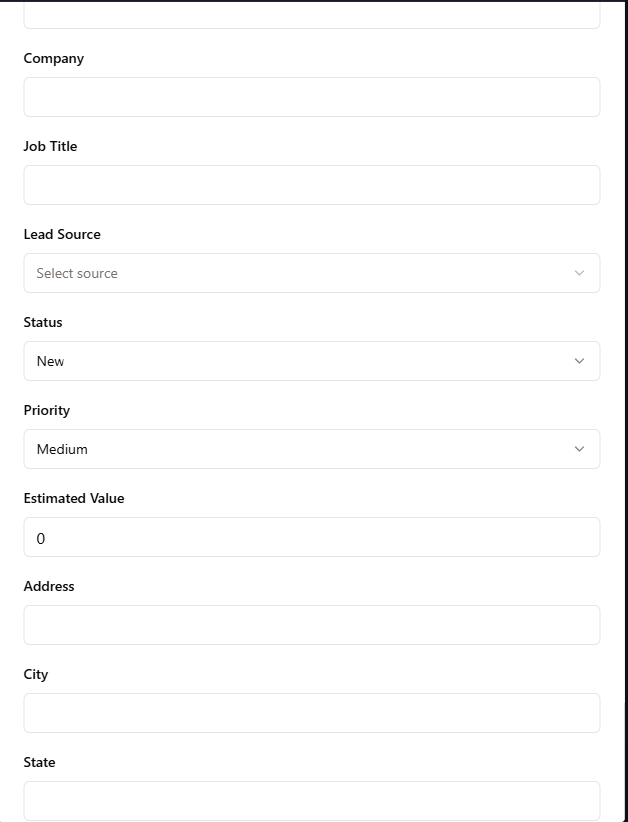 Company
Job Title
Lead Source
Select source
Status
New
Priority
Medium
Estimated Value
0
Address
City
State